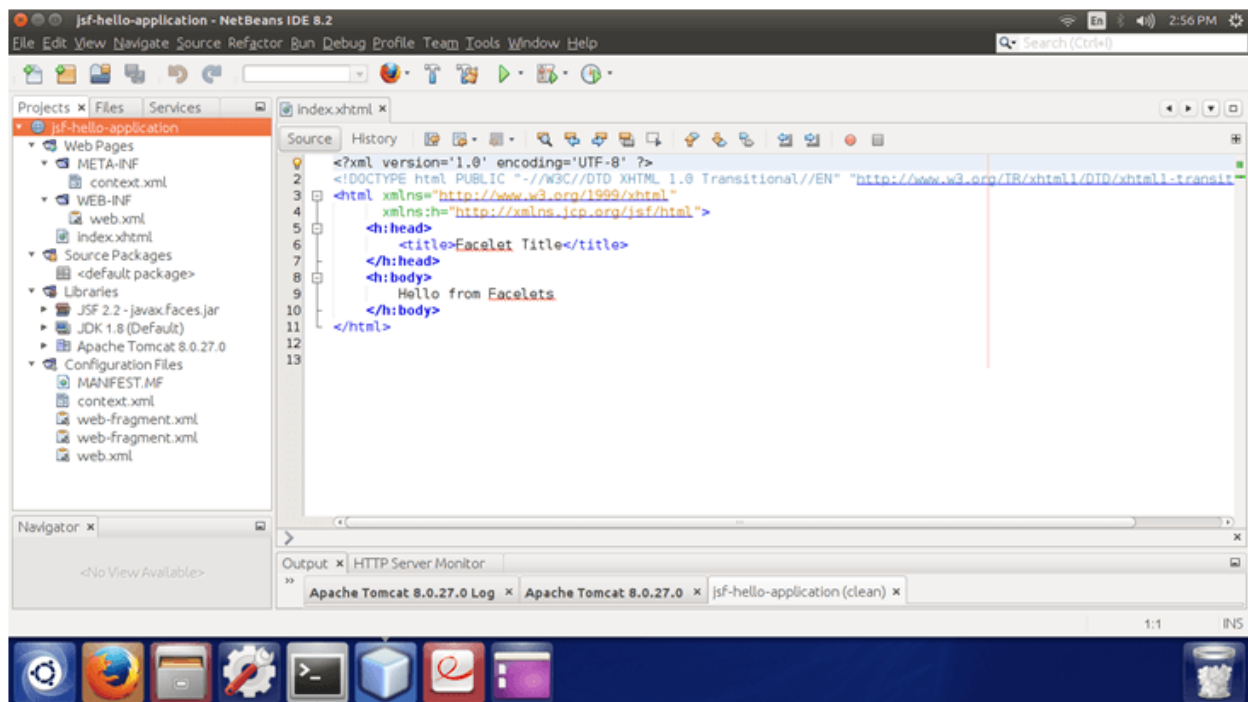 jsf-hello-application - NetBeans IDE 8.2
En
2:56 PM
File Edit View Navigate Source Refactor Run Debug Profile Team Tools Window Help
Search (Ctrl+I)
Projects Files Services
jsf-hello-application
Web Pages
META-INF
context.xml
WEB-INF
web.xml
index.xhtml
Source Packages
<default package>
Libraries
JSF 2.2 - javax.faces.jar
JDK 1.8 (Default)
Apache Tomcat 8.0.27.0
Configuration Files
MANIFEST.MF
context.xml
web-fragment.xml
web-fragment.xml
web.xml
Navigator
<No View Available>
index.xhtml
Source History
1 <?xml version='1.0' encoding='UTF-8' ?>
2 <!DOCTYPE html PUBLIC "-//W3C//DTD XHTML 1.0 Transitional//EN" "http://www.w3.org/TR/xhtml1/DTD/xhtml1-transit
3 <html xmlns="http://www.w3.org/1999/xhtml"
4 xmlns:h="http://xmlns.jcp.org/jsf/html">
5 <h:head>
6 <title>Facelet Title</title>
7 </h:head>
8 <h:body>
9 Hello from Facelets
10 </h:body>
11 </html>
12
13
Output HTTP Server Monitor
Apache Tomcat 8.0.27.0 Log Apache Tomcat 8.0.27.0 jsf-hello-application (clean)
1:1 INS